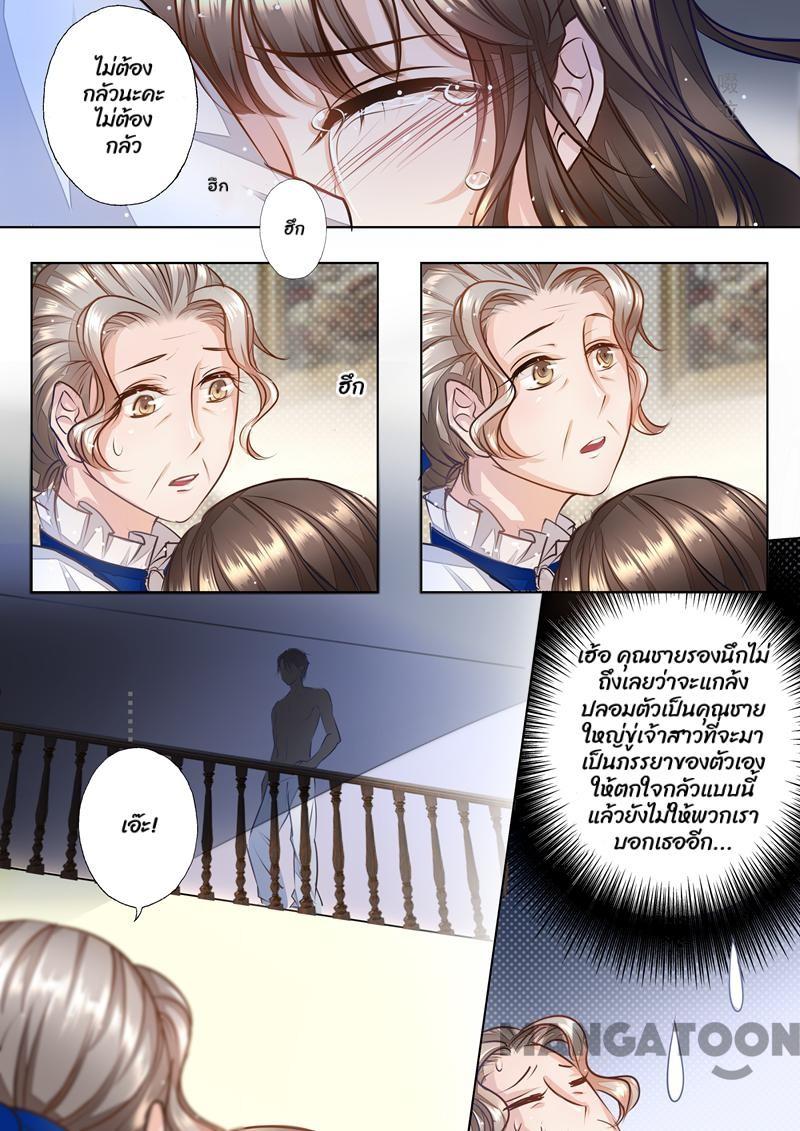 ไม่ต้อง
กลัวนะคะ
ไม่ต้อง
กลัว
ฮึก
ฮึก
ฮึก
เอ๊ะ!
เฮ้อ คุณชายรองนึกไม่
ถึงเลยว่าจะแกล้ง
ปลอมตัวเป็นคุณชาย
ใหญ่ขู่เจ้าสาวที่จะมา
เป็นภรรยาของตัวเอง
ให้ตกใจกลัวแบบนี้
แล้วยังไม่ให้พวกเรา
บอกเธออีก...
MANGATOON